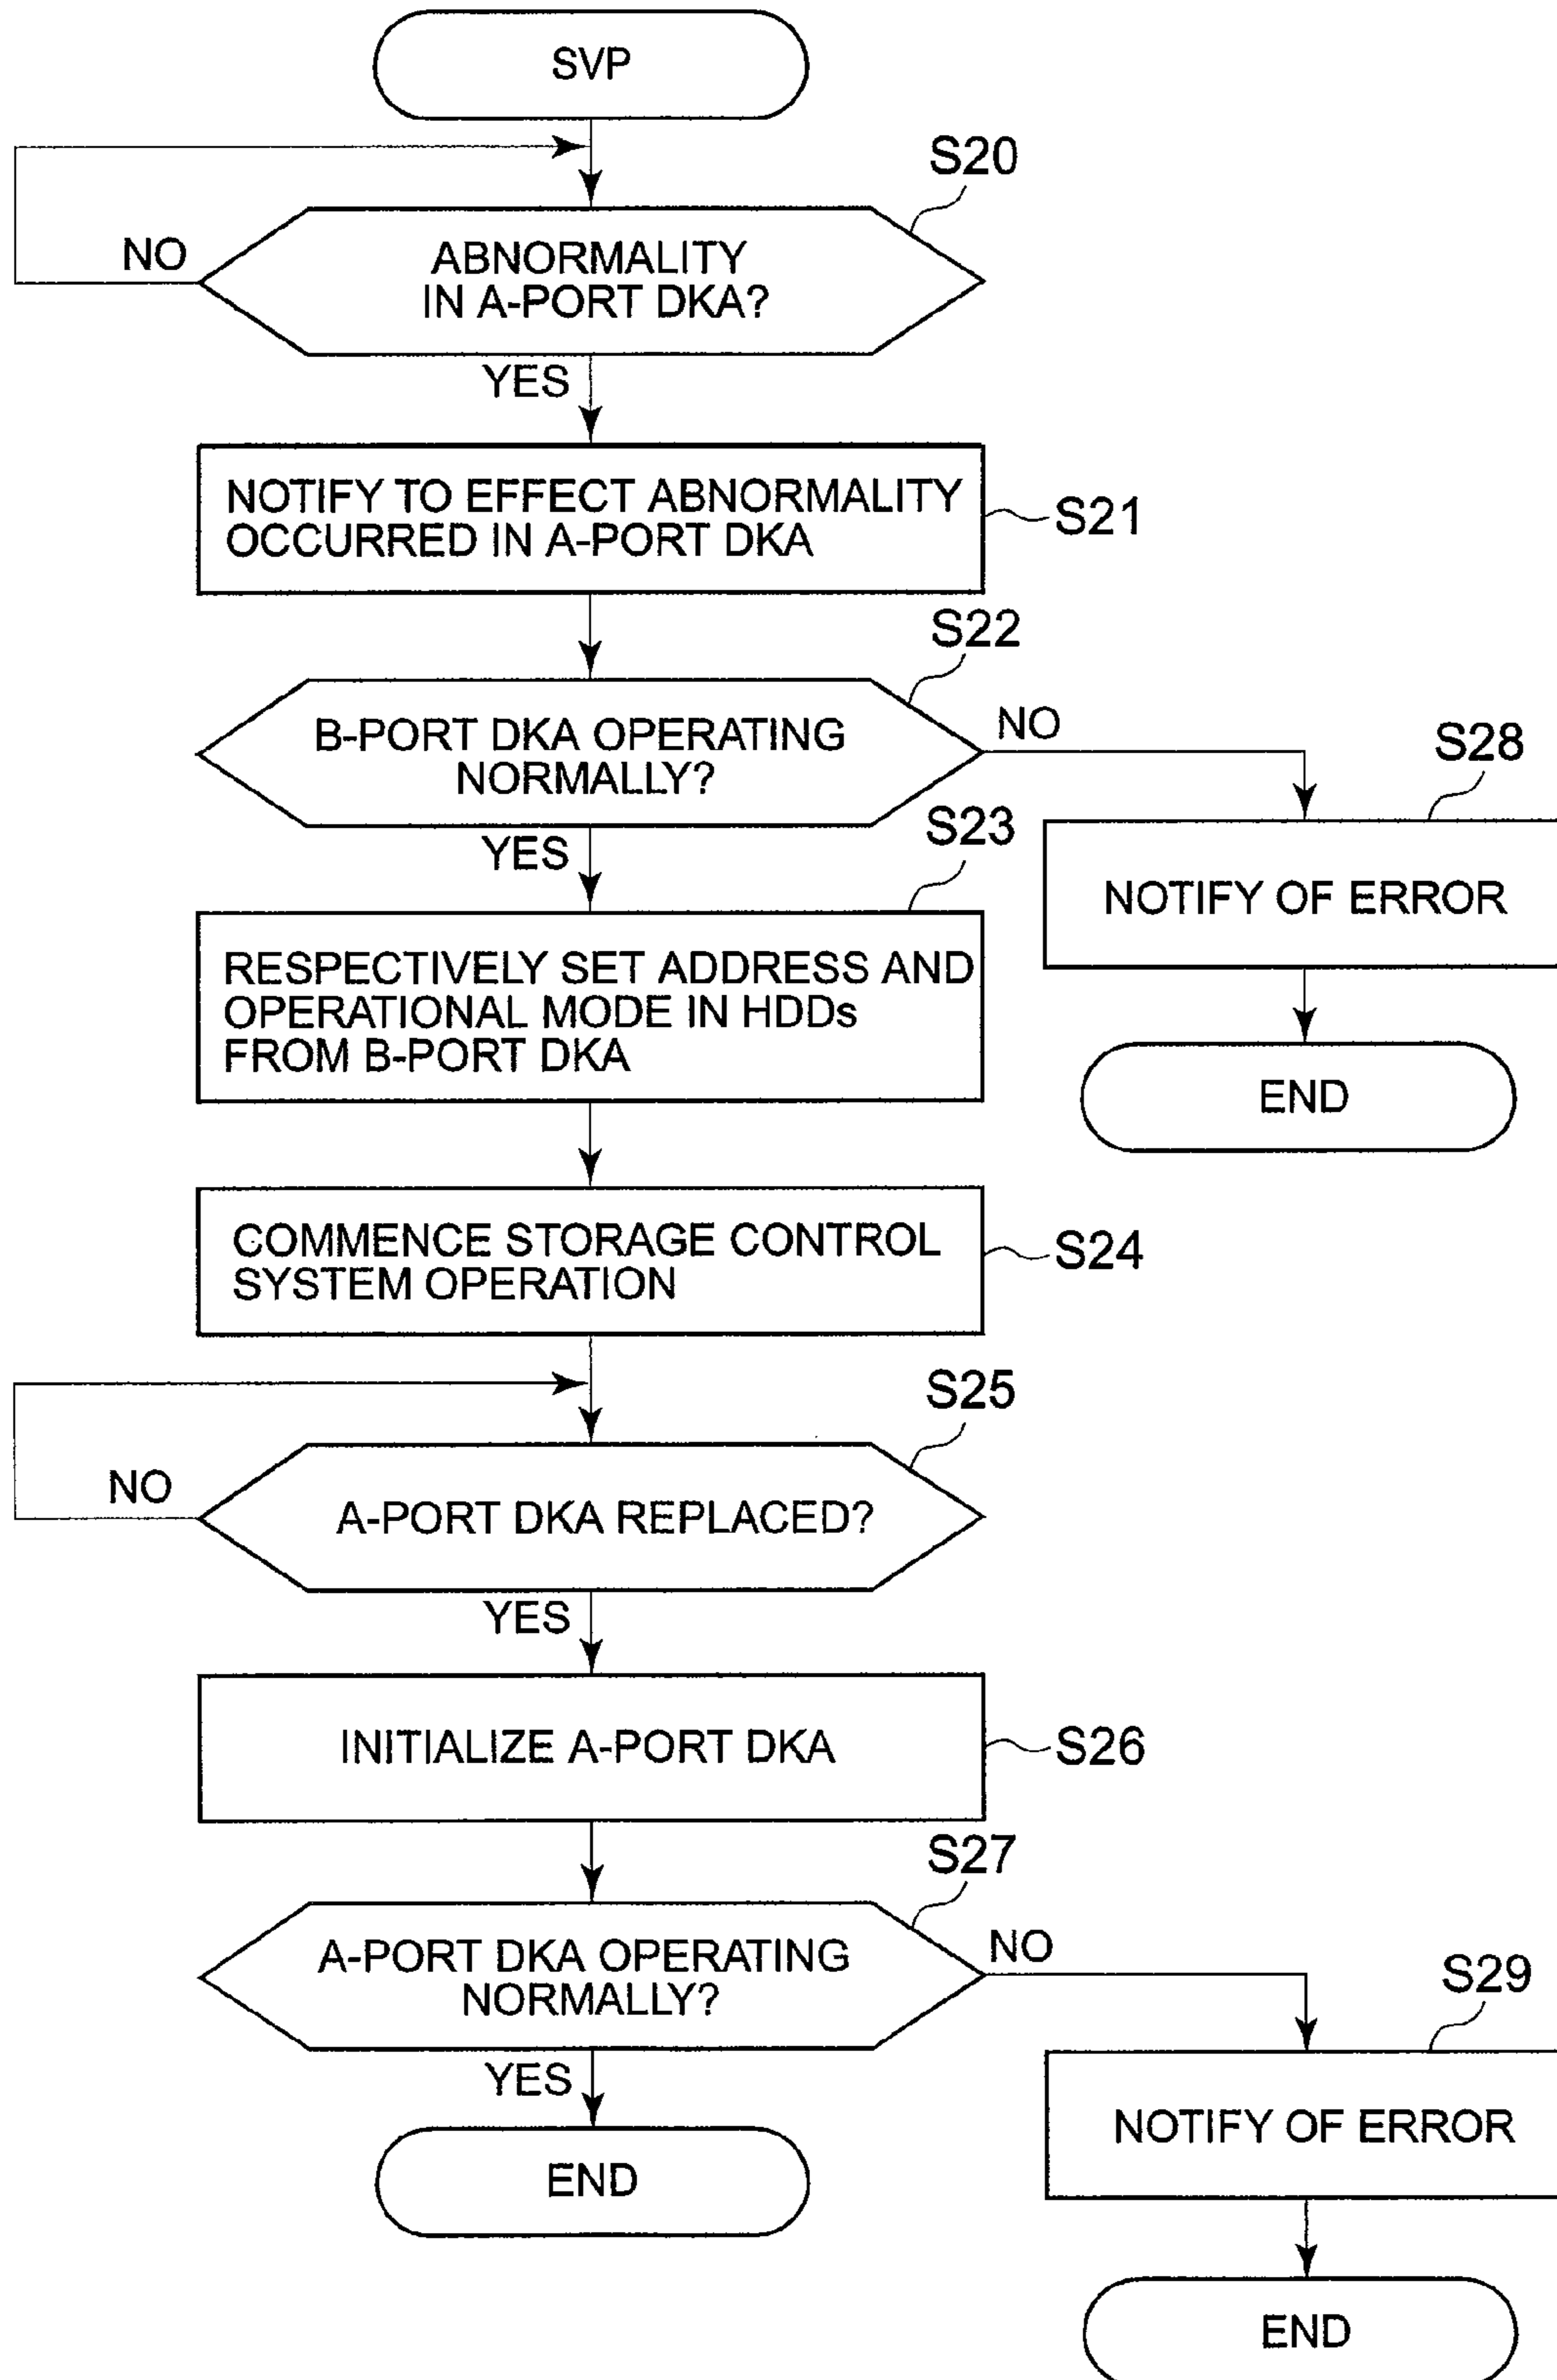 SVP
S20
NO
ABNORMALITY
IN A-PORT DKA?
YES
NOTIFY TO EFFECT ABNORMALITY
OCCURRED IN A-PORT DKA
S21
S22
B-PORT DKA OPERATING
NORMALLY?
NO
S28
YES
S23
NOTIFY OF ERROR
RESPECTIVELY SET ADDRESS AND
OPERATIONAL MODE IN HDDs
FROM B-PORT DKA
END
COMMENCE STORAGE CONTROL
SYSTEM OPERATION
S24
S25
NO
A-PORT DKA REPLACED?
YES
INITIALIZE A-PORT DKA
S26
S27
A-PORT DKA OPERATING
NORMALLY?
NO
S29
YES
NOTIFY OF ERROR
END
END